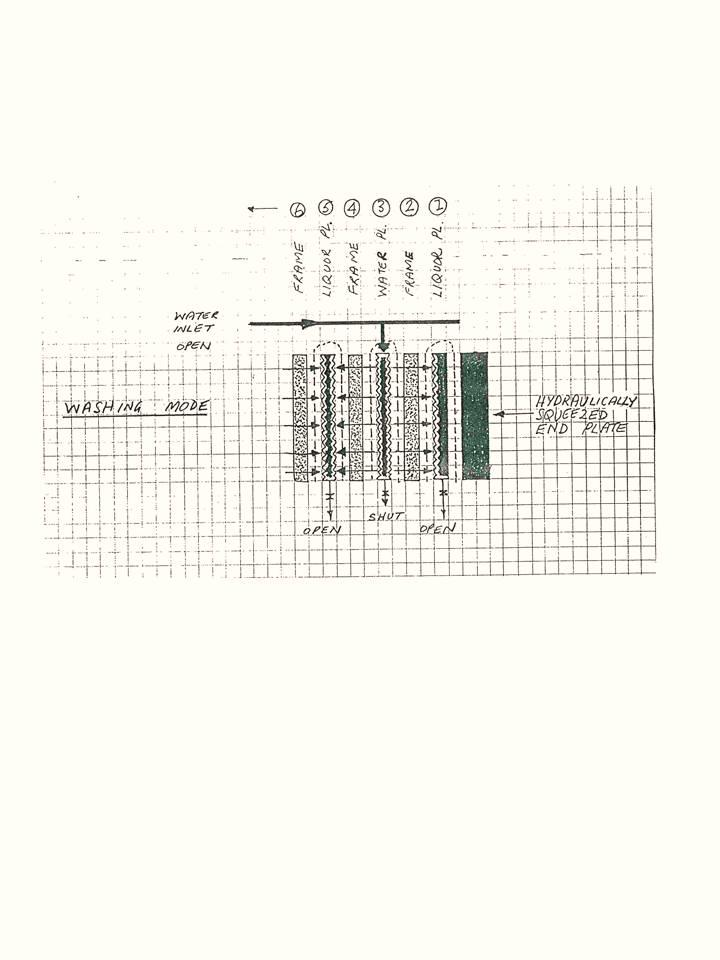 6 5 4 3 2 1
FRAME
LIQUOR PL.
FRAME
WATER PL.
FRAME
LIQUOR PL.
WATER
INLET
OPEN
WASHING MODE
HYDRAULICALLY
SQUEEZED
END PLATE
OPEN
SHUT
OPEN